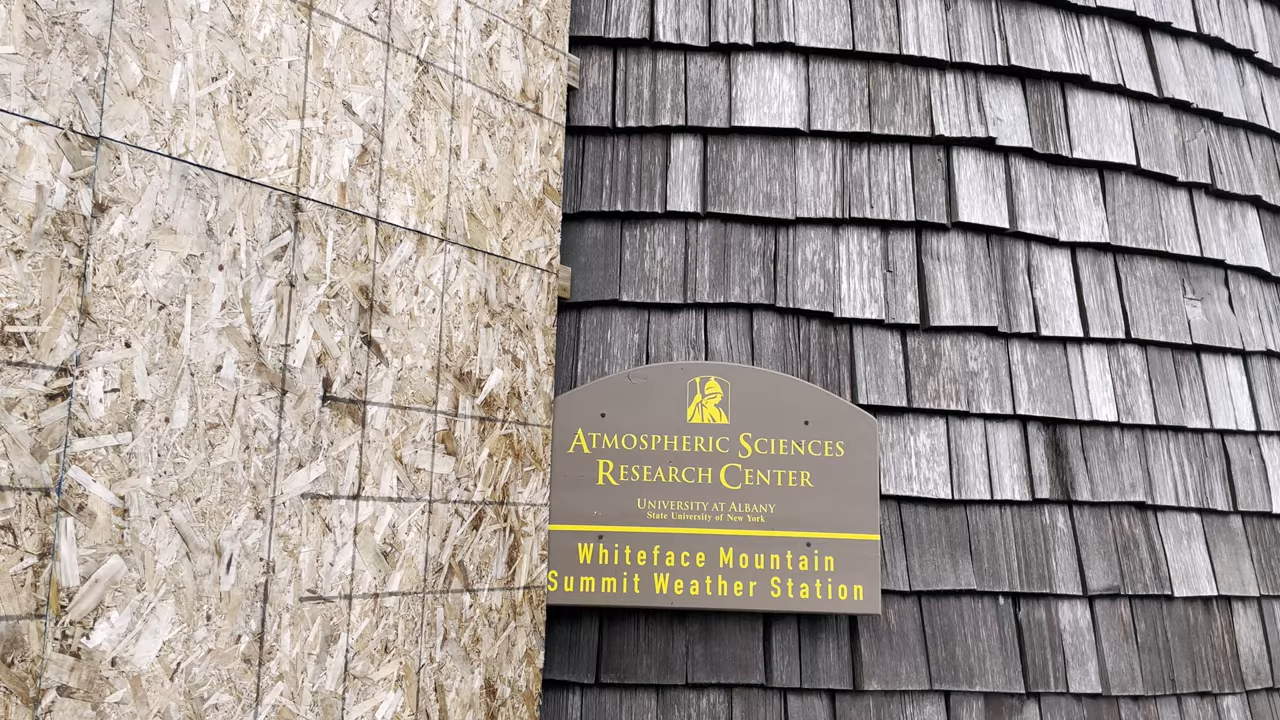 ATMOSPHERIC SCIENCES
RESEARCH CENTER
UNIVERSITY AT ALBANY
State University of New York
Whiteface Mountain
Summit Weather Station